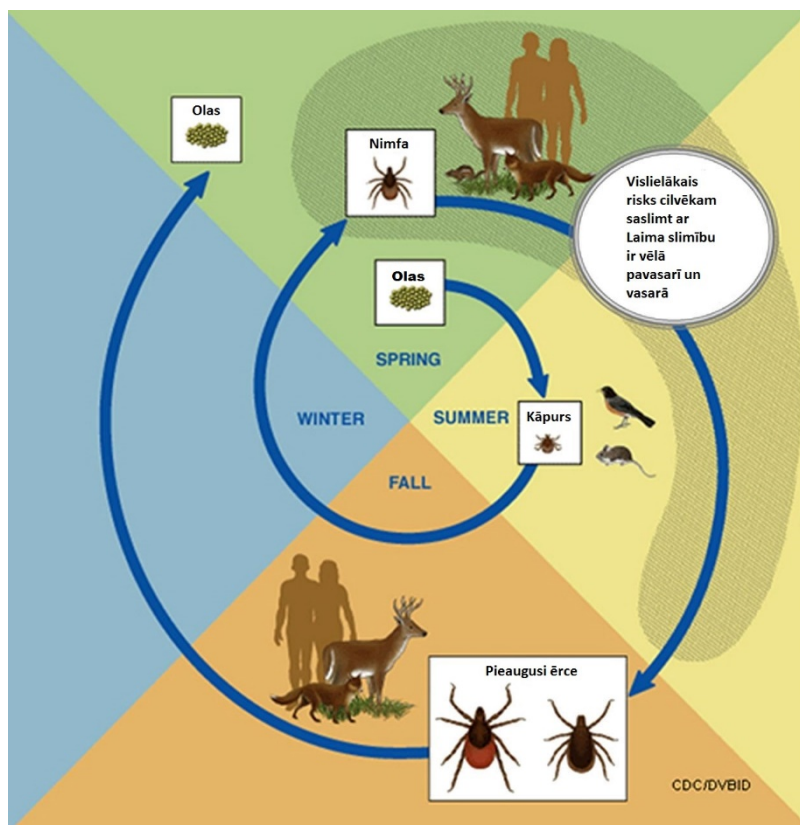 Olas
Nimfa
Vislielākais
risks cilvēkam
saslimt ar
Laima slimību
ir vēlā
pavasarī un
vasarā
Olas
SPRING
WINTER
SUMMER
Kāpurs
FALL
Pieaugusi ērce
CDC/DVBID